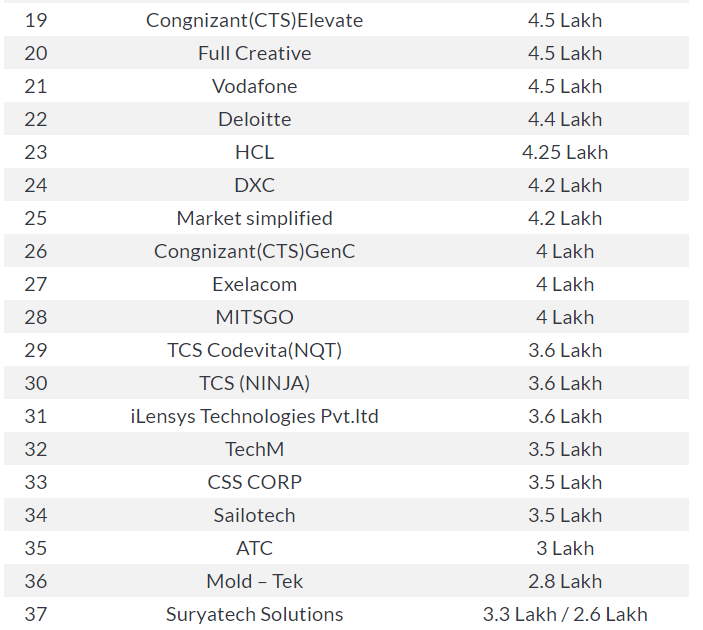 19 Congnizant(CTS)Elevate 4.5 Lakh
20 Full Creative 4.5 Lakh
21 Vodafone 4.5 Lakh
22 Deloitte 4.4 Lakh
23 HCL 4.25 Lakh
24 DXC 4.2 Lakh
25 Market simplified 4.2 Lakh
26 Congnizant(CTS)GenC 4 Lakh
27 Exelacom 4 Lakh
28 MITSGO 4 Lakh
29 TCS Codevita(NQT) 3.6 Lakh
30 TCS (NINJA) 3.6 Lakh
31 iLensys Technologies Pvt.ltd 3.6 Lakh
32 TechM 3.5 Lakh
33 CSS CORP 3.5 Lakh
34 Sailotech 3.5 Lakh
35 ATC 3 Lakh
36 Mold – Tek 2.8 Lakh
37 Suryatech Solutions 3.3 Lakh / 2.6 Lakh